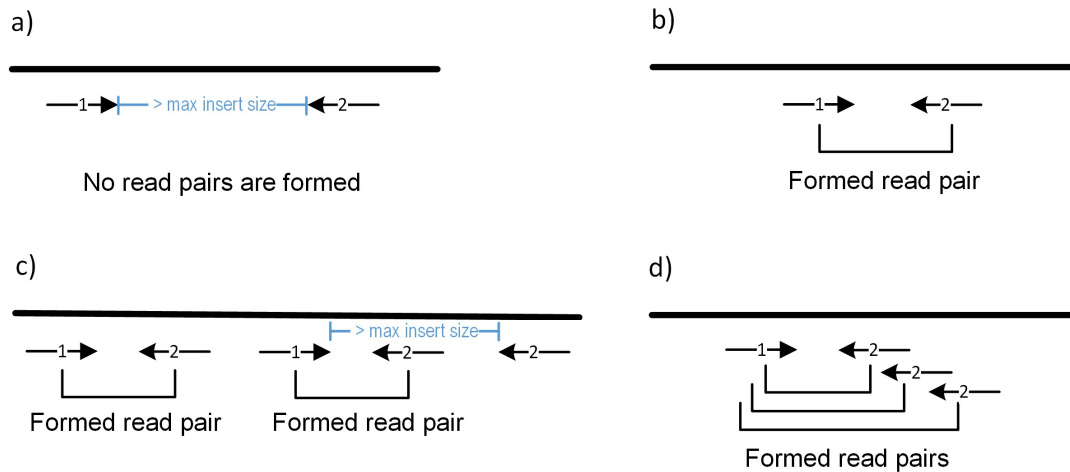 a)
1
> max insert size
2
No read pairs are formed
b)
1
2
Formed read pair
c)
> max insert size
1
2
1
2
2
Formed read pair
Formed read pair
d)
1
2
2
2
Formed read pairs